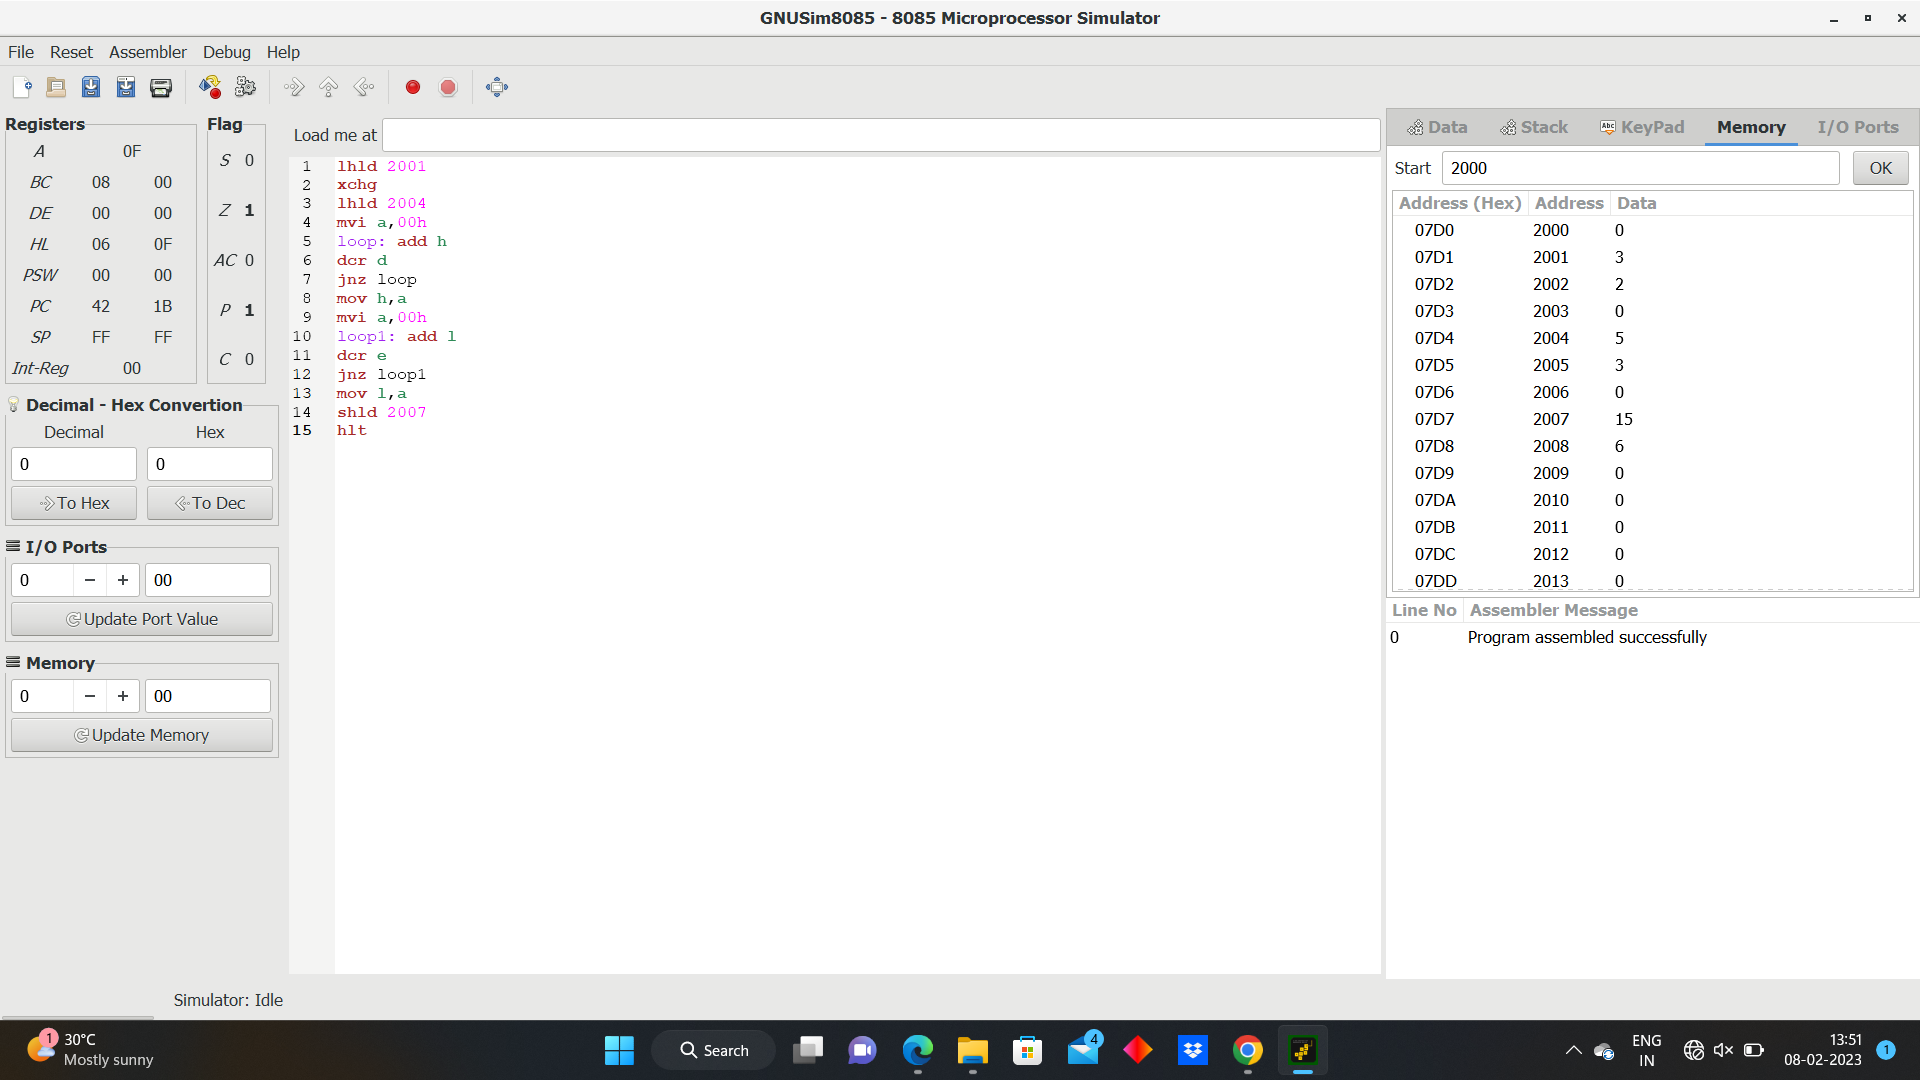 GNUSim8085 - 8085 Microprocessor Simulator
File Reset Assembler Debug Help
Registers
A 0F
BC 08 00
DE 00 00
HL 06 0F
PSW 00 00
PC 42 1B
SP FF FF
Int-Reg 00
Flag
S 0
Z 1
AC 0
P 1
C 0
Decimal - Hex Convertion
Decimal Hex
0 0
To Hex To Dec
I/O Ports
0 − + 00
Update Port Value
Memory
0 − + 00
Update Memory
Load me at
1 lhld 2001
2 xchg
3 lhld 2004
4 mvi a,00h
5 loop: add h
6 dcr d
7 jnz loop
8 mov h,a
9 mvi a,00h
10 loop1: add l
11 dcr e
12 jnz loop1
13 mov l,a
14 shld 2007
15 hlt
Data Stack Abc KeyPad Memory I/O Ports
Start 2000 OK
Address (Hex) Address Data
07D0 2000 0
07D1 2001 3
07D2 2002 2
07D3 2003 0
07D4 2004 5
07D5 2005 3
07D6 2006 0
07D7 2007 15
07D8 2008 6
07D9 2009 0
07DA 2010 0
07DB 2011 0
07DC 2012 0
07DD 2013 0
Line No Assembler Message
0 Program assembled successfully
Simulator: Idle
1 30°C
Mostly sunny
Search
4
ENG
IN
13:51
08-02-2023
1